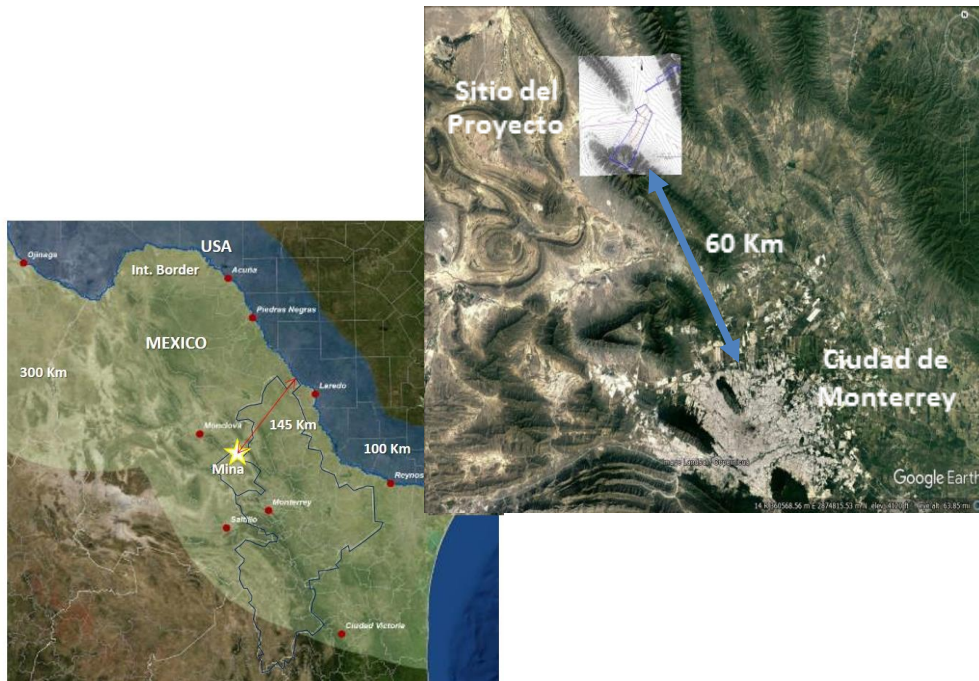 Sitio del
Proyecto
60 Km
Ciudad de
Monterrey
Google Earth
USA
Ojinaga
Int. Border
Acuña
Piedras Negras
MEXICO
300 Km
Laredo
145 Km
Monclova
100 Km
Mina
Reynos
Monterrey
Saltillo
Ciudad Victoria